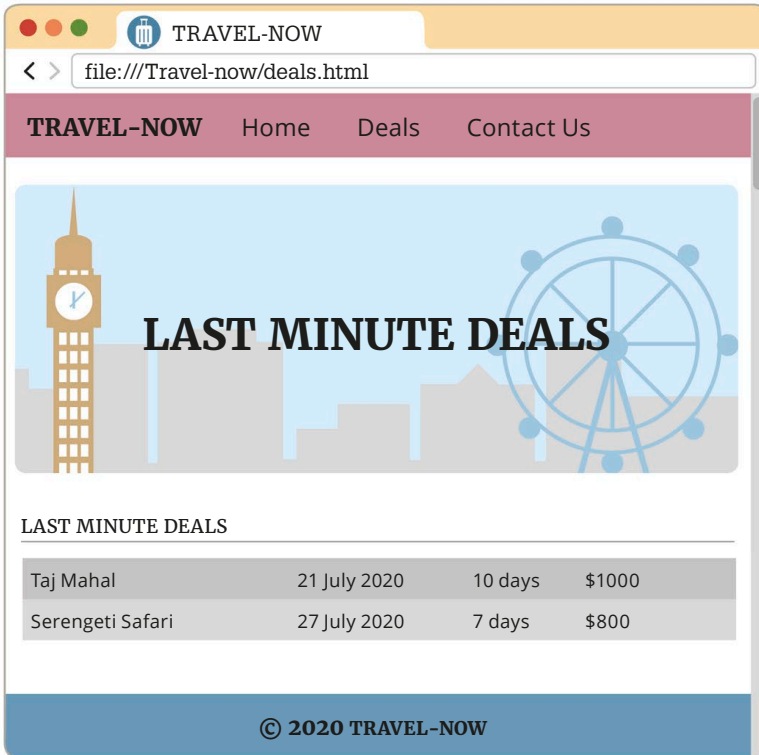 TRAVEL-NOW
file:///Travel-now/deals.html
TRAVEL-NOW Home Deals Contact Us
LAST MINUTE DEALS
LAST MINUTE DEALS
Taj Mahal 21 July 2020 10 days $1000
Serengeti Safari 27 July 2020 7 days $800
© 2020 TRAVEL-NOW